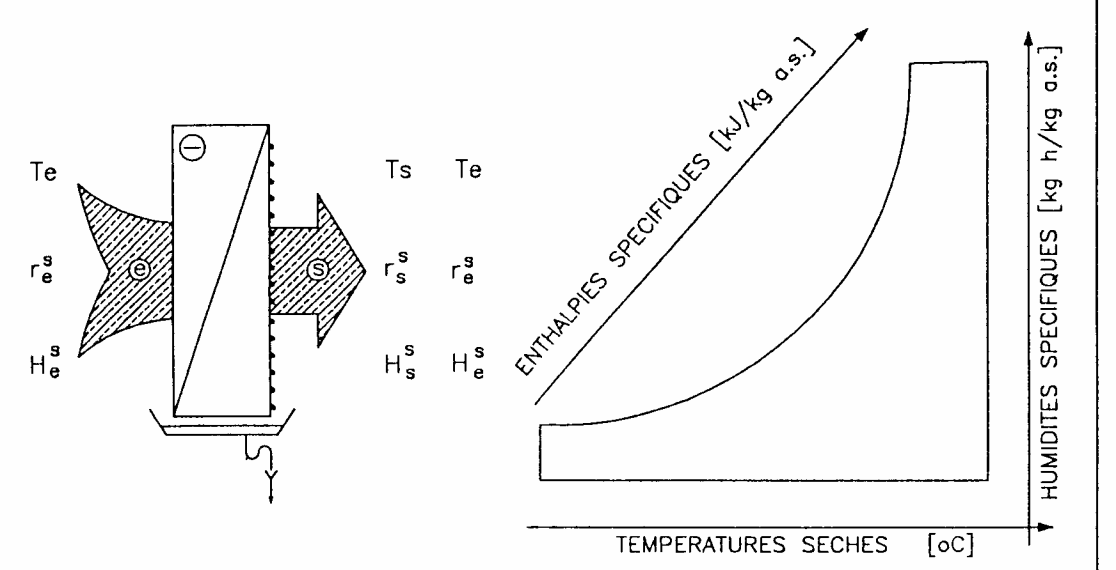 Te
Ts Te
r_e^s
e
s
r_s^s r_e^s
H_e^s
H_s^s H_e^s
ENTHALPIES SPECIFIQUES [kJ/kg a.s.]
HUMIDITES SPECIFIQUES [kg h/kg a.s.]
TEMPERATURES SECHES [oC]